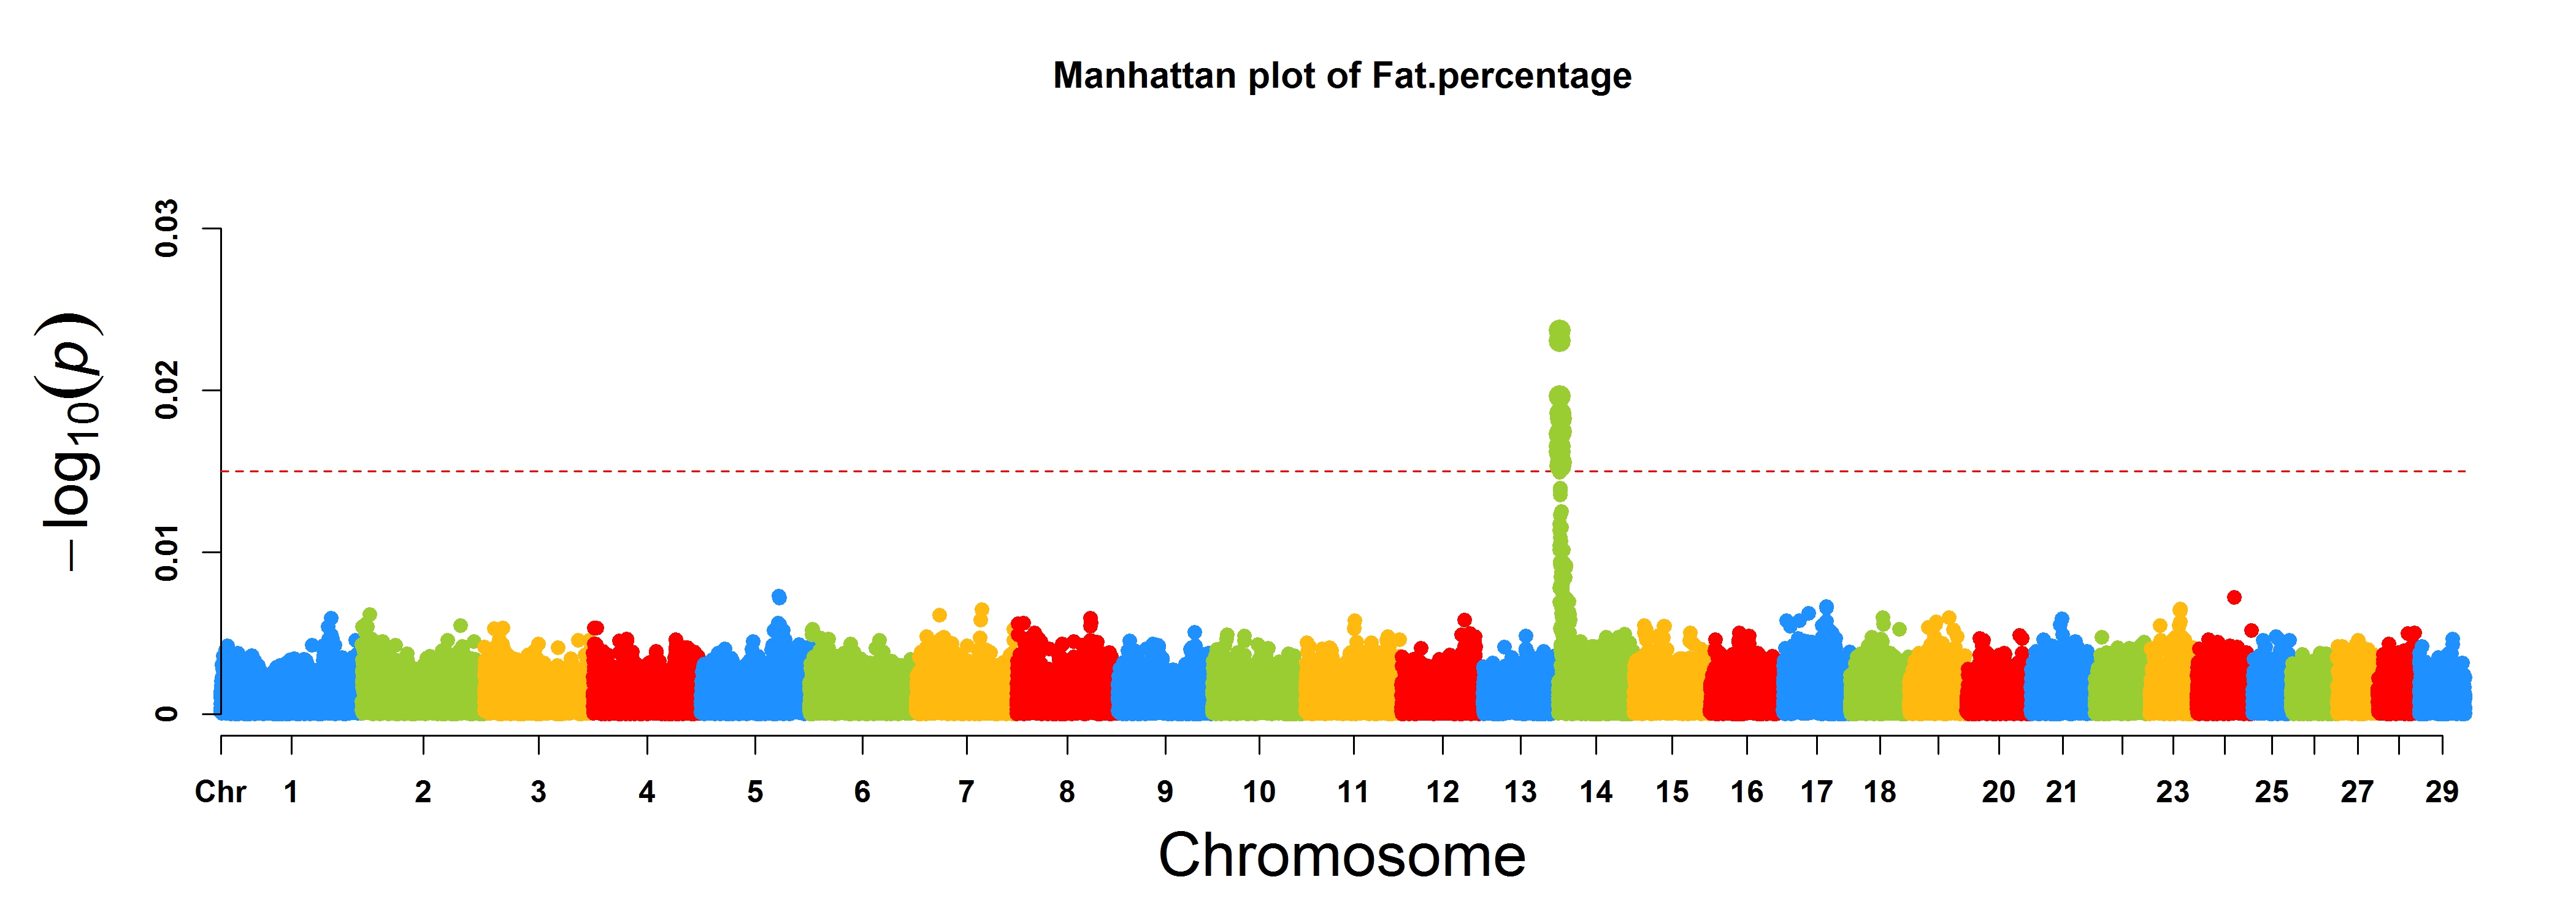 Manhattan plot of Fat.percentage
−log10(p)
0.03
0.02
0.01
0
Chr 1 2 3 4 5 6 7 8 9 10 11 12 13 14 15 16 17 18 20 21 23 25 27 29
Chromosome